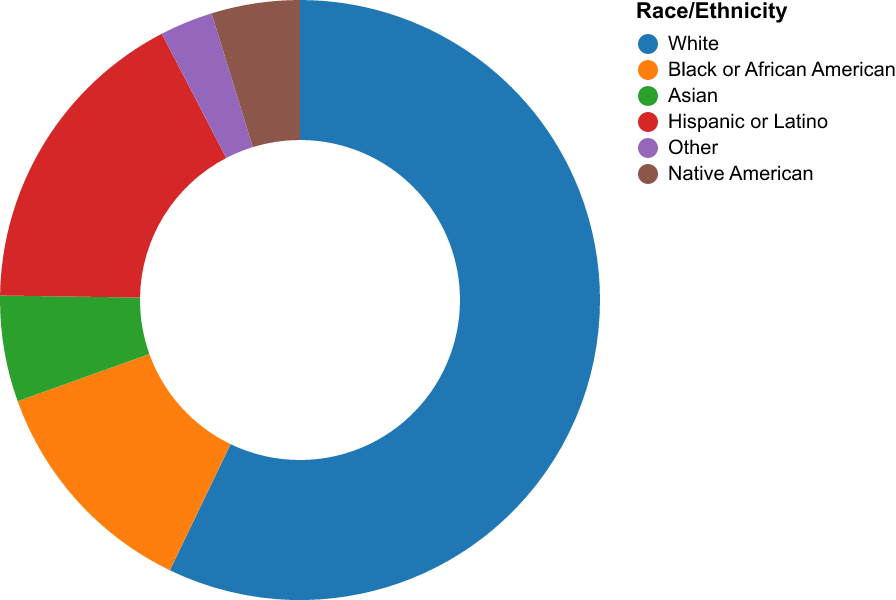 Race/Ethnicity
White
Black or African American
Asian
Hispanic or Latino
Other
Native American